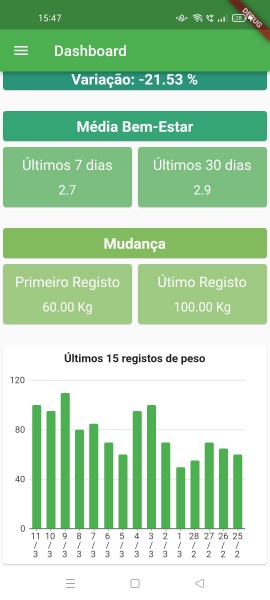 15:47
DEBUG
Dashboard
Variação: -21.53 %
Média Bem-Estar
Últimos 7 dias
2.7
Últimos 30 dias
2.9
Mudança
Primeiro Registo
60.00 Kg
Útimo Registo
100.00 Kg
Últimos 15 registos de peso
120
80
40
0
11/3 10/3 9/3 8/3 7/3 6/3 5/3 4/3 3/3 2/3 1/3 28/2 27/2 26/2 25/2